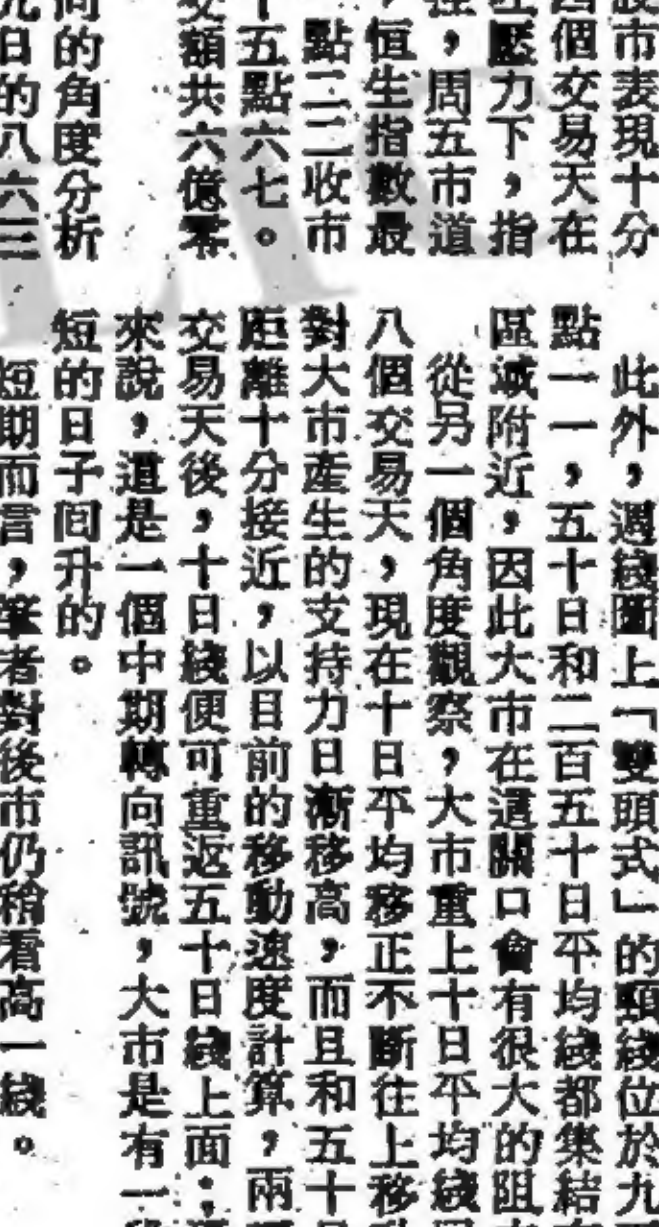 設市表現十分
四個交易天在
壓力下，指
，周五市道
，恒生指數最
點二二收市
十五點六七。
交額共六億零
向的角度分析
的八六三
此外，週綫圖上「雙頭式」的頸綫位於九
點一一，五十日和二百五十日平均綫都集結
區域附近，因此大市在這關口會有很大的阻
從另一個角度觀察，大市重上十日平均綫
八個交易天，現在十日平均移正不斷往上移
對大市產生的支持力日漸移高，而且和五十
距離十分接近，以目前的移動速度計算，兩
交易天後，十日綫便可重返五十日綫上面；
來說，這是一個中期轉向訊號，大市是有一
短的日子囘升的。
短期而言，筆者對後市仍稍看高一綫。